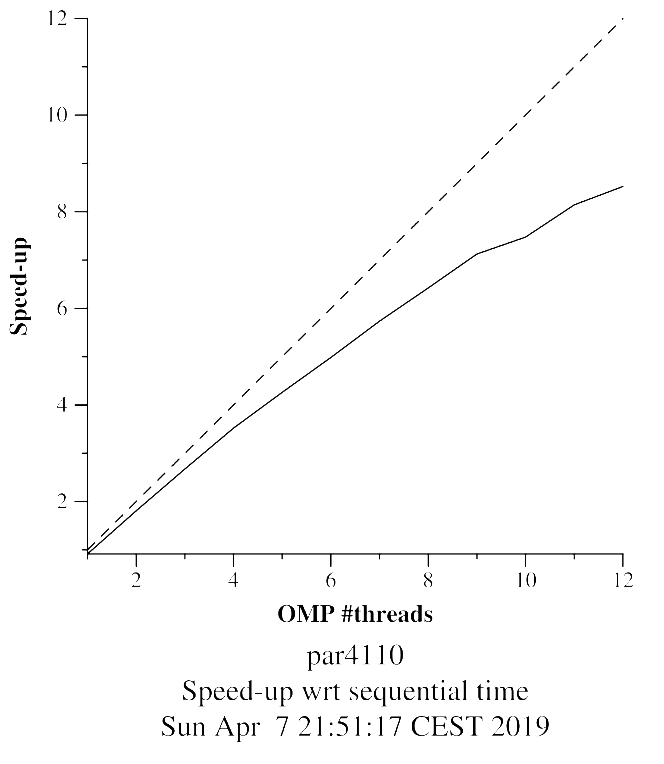 12
10
8
6
4
2
Speed-up
2 4 6 8 10 12
OMP #threads
par4110
Speed-up wrt sequential time
Sun Apr  7 21:51:17 CEST 2019